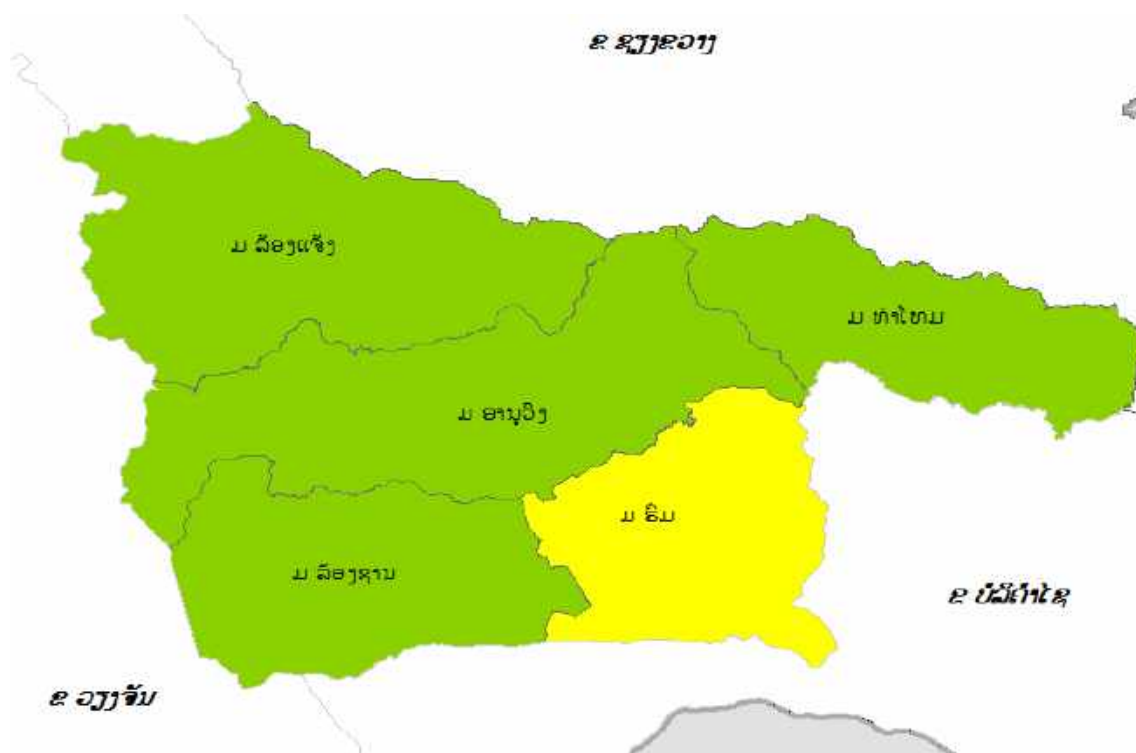 ຂ ຊຽງຂວາງ
ມ ລ້ອງແຈ້ງ
ມ ທ່າໂທມ
ມ ອານຸວົງ
ມ ຮົ່ມ
ມ ລ້ອງຊານ
ຂ ບໍລິຄຳໄຊ
ຂ ວຽງຈັນ